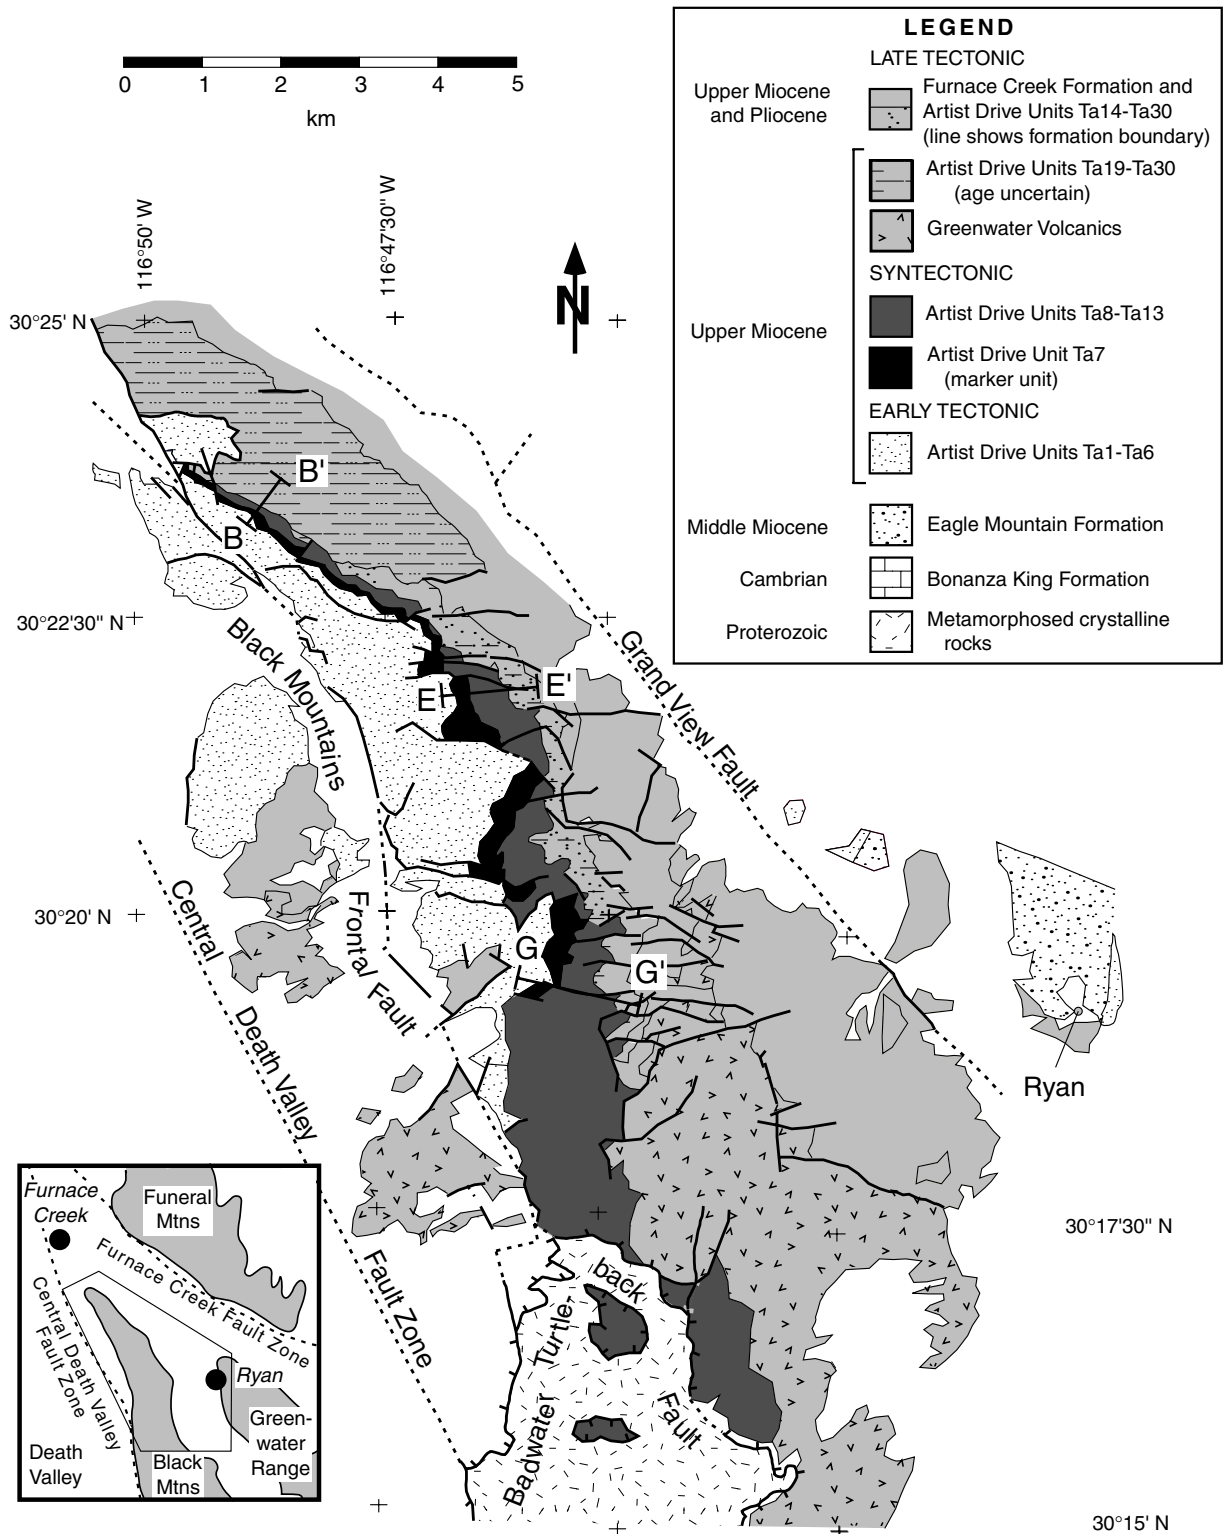 LEGEND
LATE TECTONIC
Upper Miocene
and Pliocene
Furnace Creek Formation and
Artist Drive Units Ta14-Ta30
(line shows formation boundary)
Artist Drive Units Ta19-Ta30
(age uncertain)
Greenwater Volcanics
SYNTECTONIC
Upper Miocene
Artist Drive Units Ta8-Ta13
Artist Drive Unit Ta7
(marker unit)
EARLY TECTONIC
Artist Drive Units Ta1-Ta6
Middle Miocene
Eagle Mountain Formation
Cambrian
Bonanza King Formation
Proterozoic
Metamorphosed crystalline
rocks
0 1 2 3 4 5
km
116°50' W
116°47'30" W
N
30°25' N
B'
B
30°22'30" N
Black Mountains
Grand View Fault
E
E'
30°20' N
Central
Frontal Fault
G
G'
Death Valley
Ryan
30°17'30" N
Fault Zone
back
Turtle-
Badwater
Fault
30°15' N
Furnace
Creek
Funeral
Mtns
Furnace Creek Fault Zone
Central Death Valley
Fault Zone
Ryan
Green-
water
Range
Death
Valley
Black
Mtns